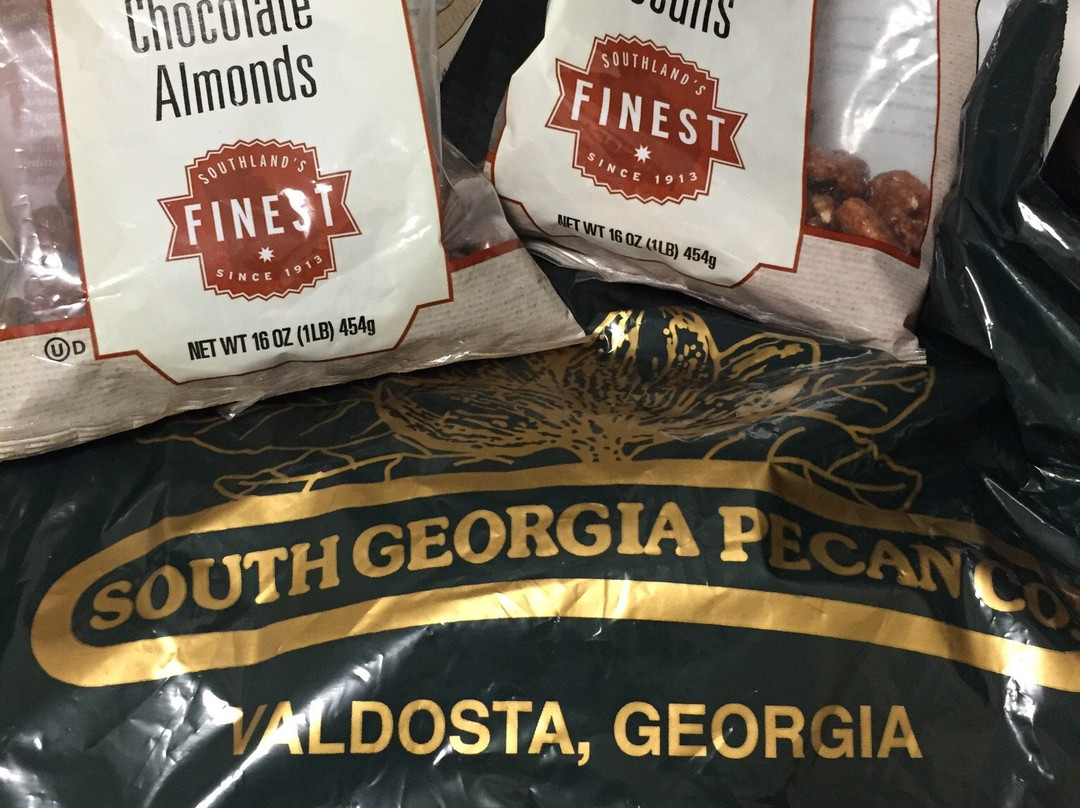 Chocolate
Almonds
SOUTHLAND'S
FINEST
SINCE 1913
NET WT 16 OZ (1LB) 454g
U D
SOUTHLAND'S
FINEST
SINCE 1913
NET WT 16 OZ (1LB) 454g
SOUTH GEORGIA PECAN CO.
VALDOSTA, GEORGIA